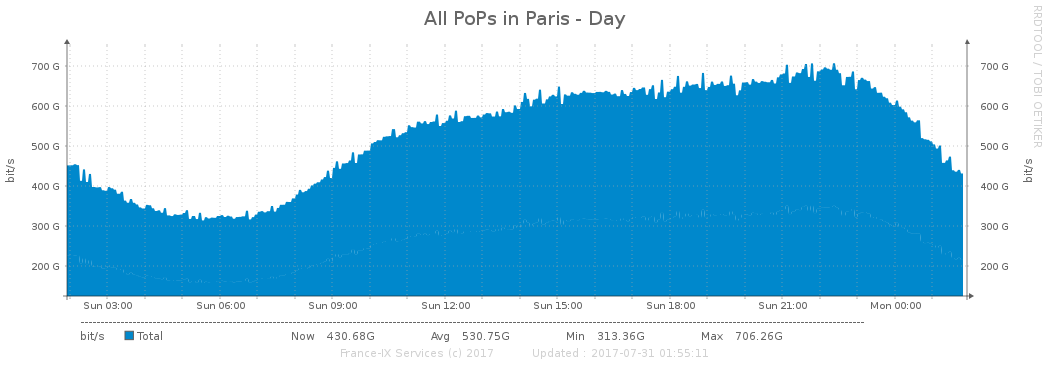 All PoPs in Paris - Day
RRDTOOL / TOBI OETIKER
700 G 700 G
600 G 600 G
500 G 500 G
400 G 400 G
300 G 300 G
200 G 200 G
bit/s
bit/s
Sun 03:00 Sun 06:00 Sun 09:00 Sun 12:00 Sun 15:00 Sun 18:00 Sun 21:00 Mon 00:00
bit/s Total Now 430.68G Avg 530.75G Min 313.36G Max 706.26G
France-IX Services (c) 2017 Updated : 2017-07-31 01:55:11